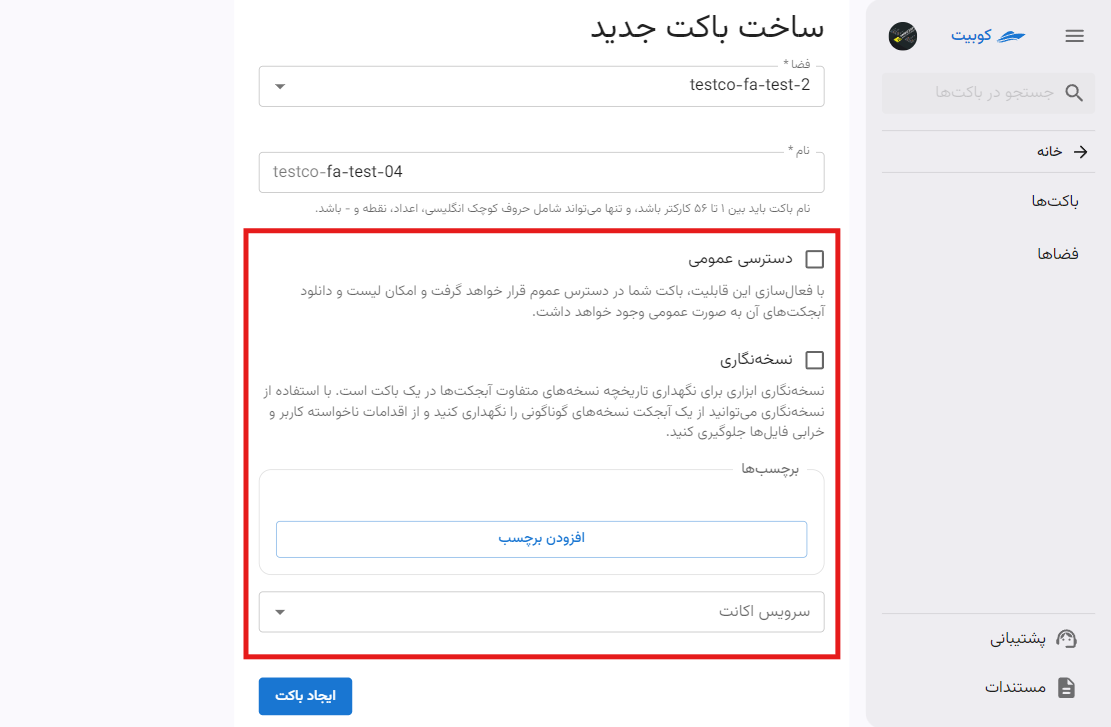 کوبیت
جستجو در باکت‌ها
خانه
باکت‌ها
فضاها
پشتیبانی
مستندات
ساخت باکت جدید
فضا *
testco-fa-test-2
نام *
testco-fa-test-04
نام باکت باید بین ۱ تا ۵۶ کارکتر باشد، و تنها می‌تواند شامل حروف کوچک انگلیسی، اعداد، نقطه و - باشد.
دسترسی عمومی
با فعال‌سازی این قابلیت، باکت شما در دسترس عموم قرار خواهد گرفت و امکان لیست و دانلود
آبجکت‌های آن به صورت عمومی وجود خواهد داشت.
نسخه‌نگاری
نسخه‌نگاری ابزاری برای نگهداری تاریخچه نسخه‌های متفاوت آبجکت‌ها در یک باکت است. با استفاده از
نسخه‌نگاری می‌توانید از یک آبجکت نسخه‌های گوناگونی را نگهداری کنید و از اقدامات ناخواسته کاربر و
خرابی فایل‌ها جلوگیری کنید.
برچسب‌ها
افزودن برچسب
سرویس اکانت
ایجاد باکت